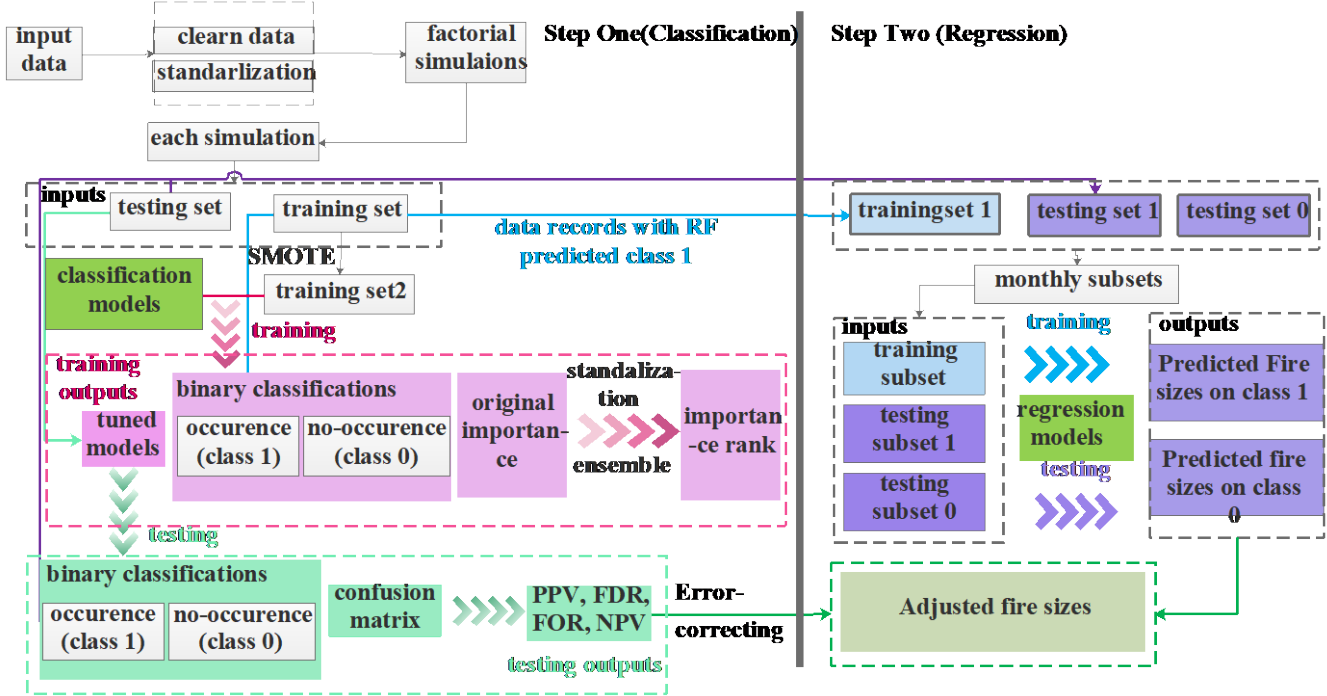 input
data
clearn data
standarlization
factorial
simulaions
Step One(Classification)
each simulation
inputs
testing set
training set
SMOTE
training set2
data records with RF
predicted class 1
classification
models
training
training
outputs
tuned
models
binary classifications
occurence
(class 1)
no-occurence
(class 0)
original
importan-
ce
standaliza-
tion
ensemble
importan
-ce rank
testing
binary classifications
occurence
(class 1)
no-occurence
(class 0)
confusion
matrix
PPV, FDR,
FOR, NPV
testing outputs
Error-
correcting
Step Two (Regression)
trainingset 1
testing set 1
testing set 0
monthly subsets
inputs
training
subset
testing
subset 1
testing
subset 0
training
regression
models
testing
outputs
Predicted Fire
sizes on class 1
Predicted fire
sizes on class
0
Adjusted fire sizes